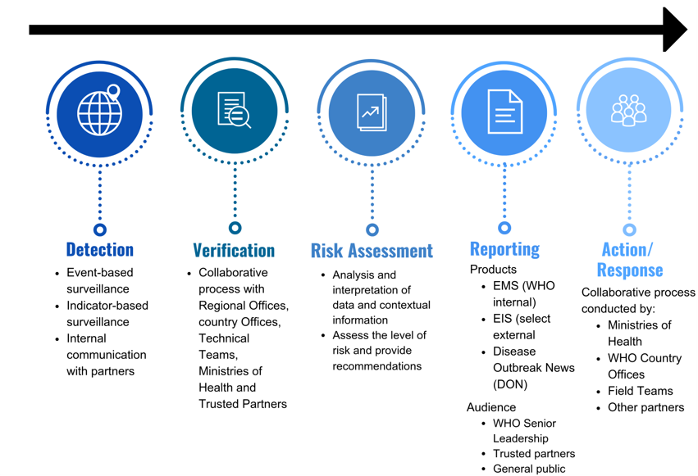 Detection
• Event-based
surveillance
• Indicator-based
surveillance
• Internal
communication
with partners
Verification
• Collaborative
process with
Regional Offices,
country Offices,
Technical
Teams,
Ministries of
Health and
Trusted Partners
Risk Assessment
• Analysis and
interpretation of
data and contextual
information
• Assess the level of
risk and provide
recommendations
Reporting
Products
• EMS (WHO
internal)
• EIS (select
external
• Disease
Outbreak News
(DON)
Audience
• WHO Senior
Leadership
• Trusted partners
• General public
Action/
Response
Collaborative process
conducted by:
• Ministries of
Health
• WHO Country
Offices
• Field Teams
• Other partners